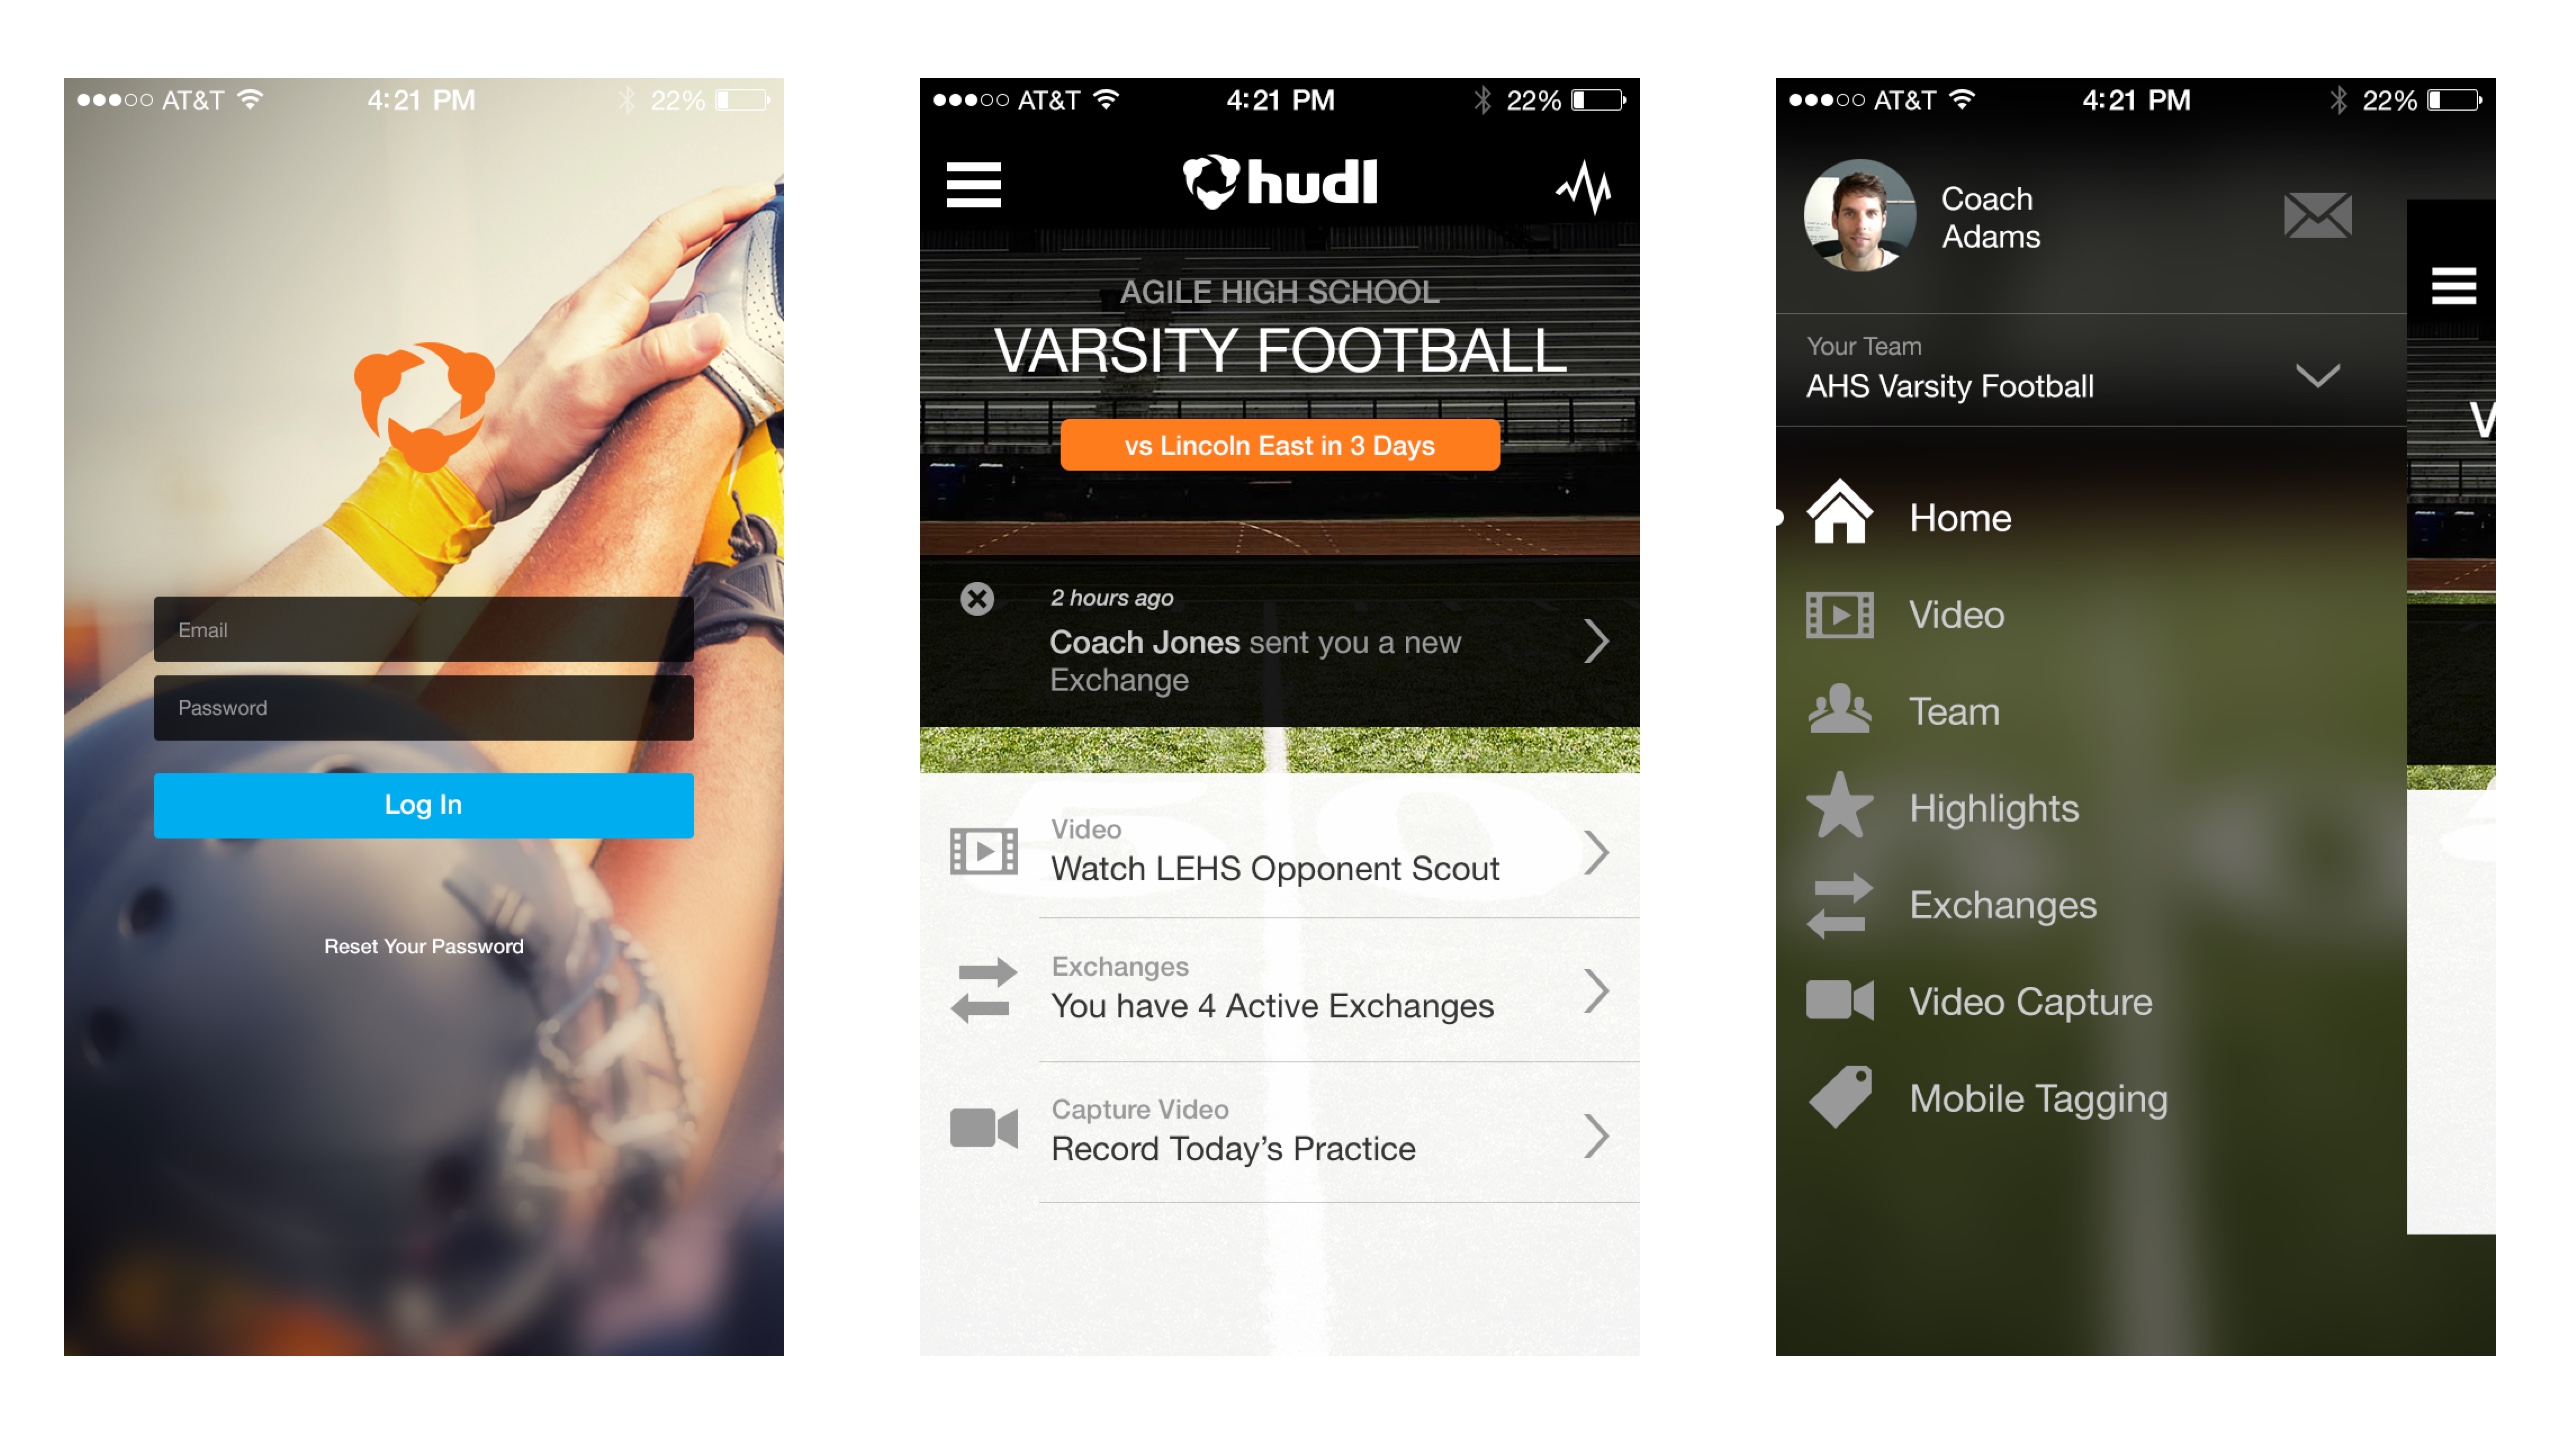 AT&T 4:21 PM 22%
Email
Password
Log In
Reset Your Password
AT&T 4:21 PM 22%
hudl
AGILE HIGH SCHOOL
VARSITY FOOTBALL
vs Lincoln East in 3 Days
2 hours ago
Coach Jones sent you a new
Exchange
Video
Watch LEHS Opponent Scout
Exchanges
You have 4 Active Exchanges
Capture Video
Record Today's Practice
AT&T 4:21 PM 22%
Coach
Adams
Your Team
AHS Varsity Football
V
Home
Video
Team
Highlights
Exchanges
Video Capture
Mobile Tagging